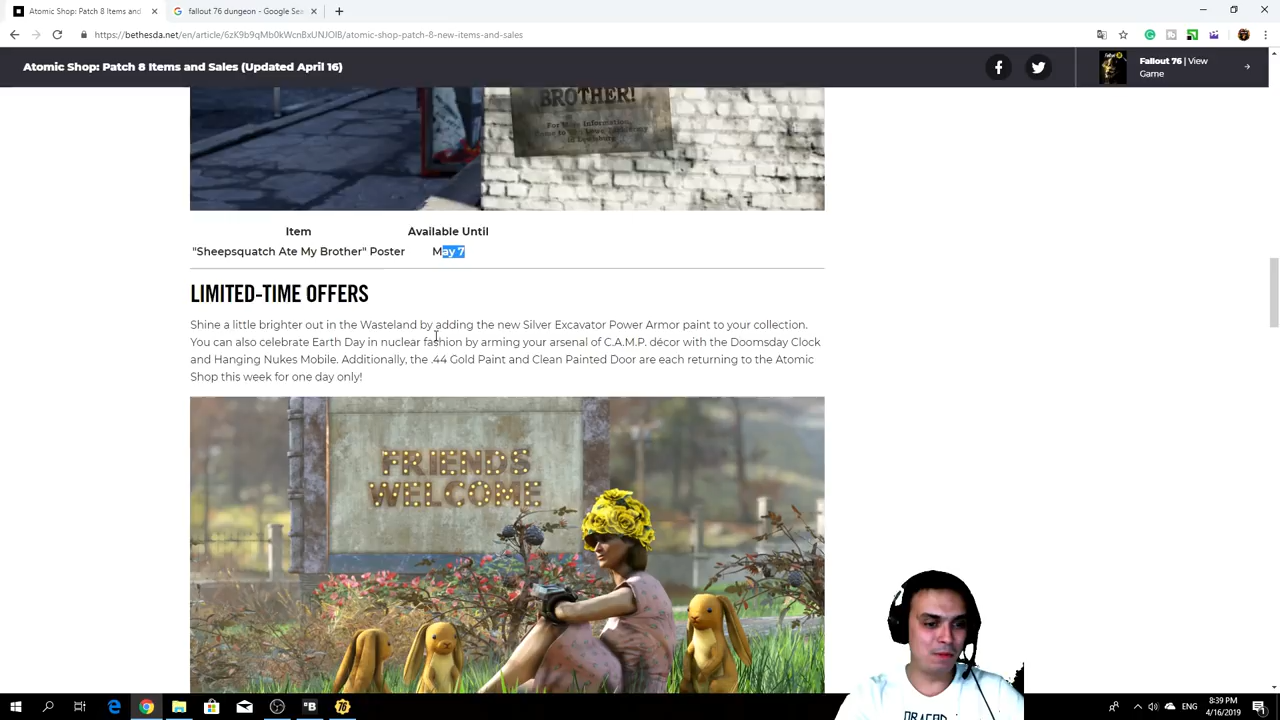 Atomic Shop: Patch 8 Items and
fallout 76 dungeon - Google Sea
https://bethesda.net/en/article/6zK9b9qMb0kWcnBxUNJOIB/atomic-shop-patch-8-new-items-and-sales
Atomic Shop: Patch 8 Items and Sales (Updated April 16)
Fallout 76 | View
Game
BROTHER!
For More Information,
Item Available Until
"Sheepsquatch Ate My Brother" Poster May 7
LIMITED-TIME OFFERS
Shine a little brighter out in the Wasteland by adding the new Silver Excavator Power Armor paint to your collection.
You can also celebrate Earth Day in nuclear fashion by arming your arsenal of C.A.M.P. décor with the Doomsday Clock
and Hanging Nukes Mobile. Additionally, the .44 Gold Paint and Clean Painted Door are each returning to the Atomic
Shop this week for one day only!
FRIENDS
WELCOME
DRACAE
ENG
8:39 PM
4/16/2019